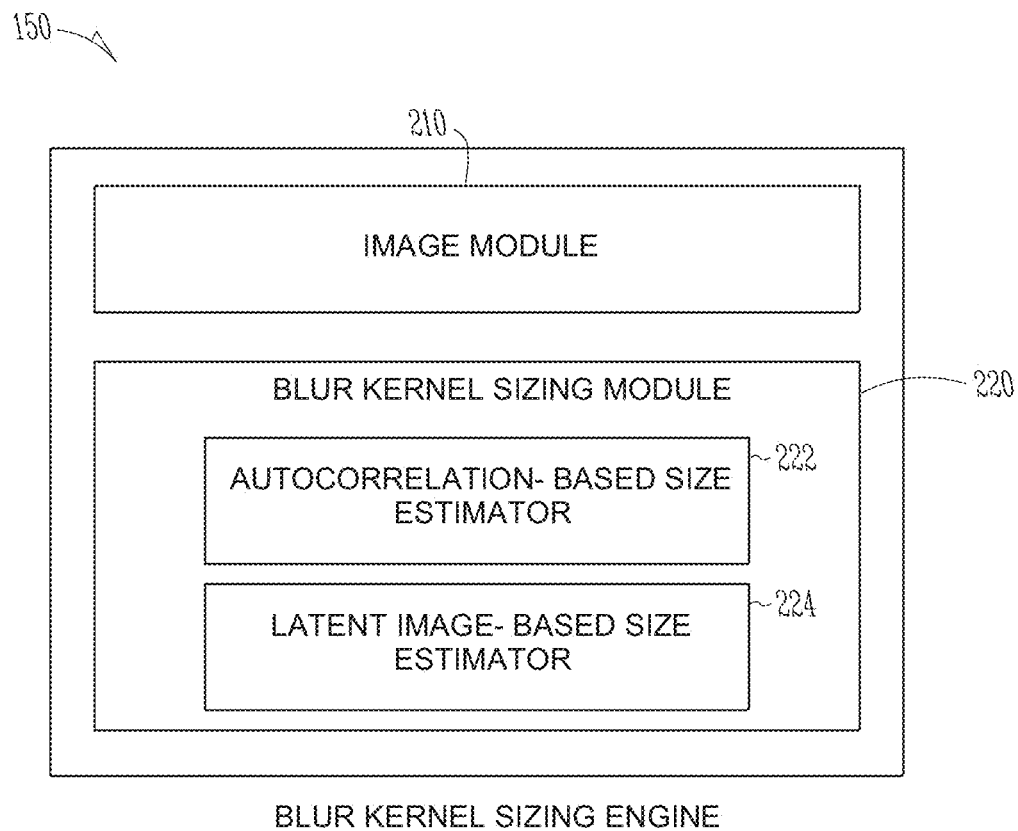 150
210
IMAGE MODULE
BLUR KERNEL SIZING MODULE
220
AUTOCORRELATION- BASED SIZE
ESTIMATOR
222
LATENT IMAGE- BASED SIZE
ESTIMATOR
224
BLUR KERNEL SIZING ENGINE